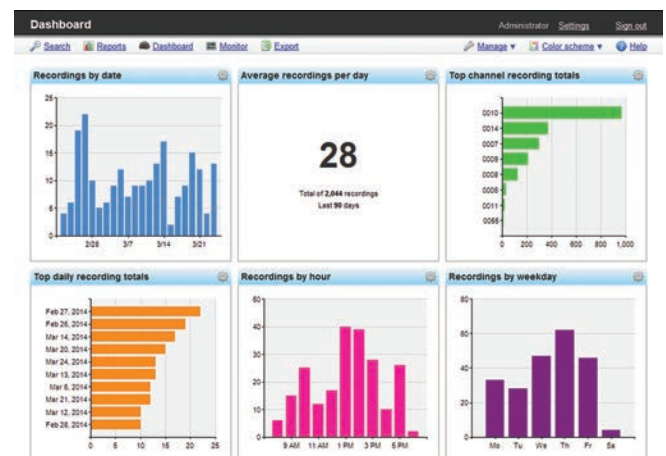 Dashboard
Administrator Settings Sign out
Search Reports Dashboard Monitor Export
Manage ▾ Color scheme ▾ Help
Recordings by date
25
20
15
10
5
0
2/28 3/7 3/14 3/21
Average recordings per day
28
Total of 2,044 recordings
Last 90 days
Top channel recording totals
0010
0014
0007
0009
0008
0006
0011
0055
0 200 400 600 800 1,000
Top daily recording totals
Feb 27, 2014
Feb 26, 2014
Mar 14, 2014
Mar 20, 2014
Mar 24, 2014
Mar 13, 2014
Mar 6, 2014
Mar 21, 2014
Mar 12, 2014
Feb 28, 2014
0 5 10 15 20 25
Recordings by hour
50
40
30
20
10
0
9 AM 11 AM 1 PM 3 PM 5 PM
Recordings by weekday
80
60
40
20
0
Mo Tu We Th Fr Sa